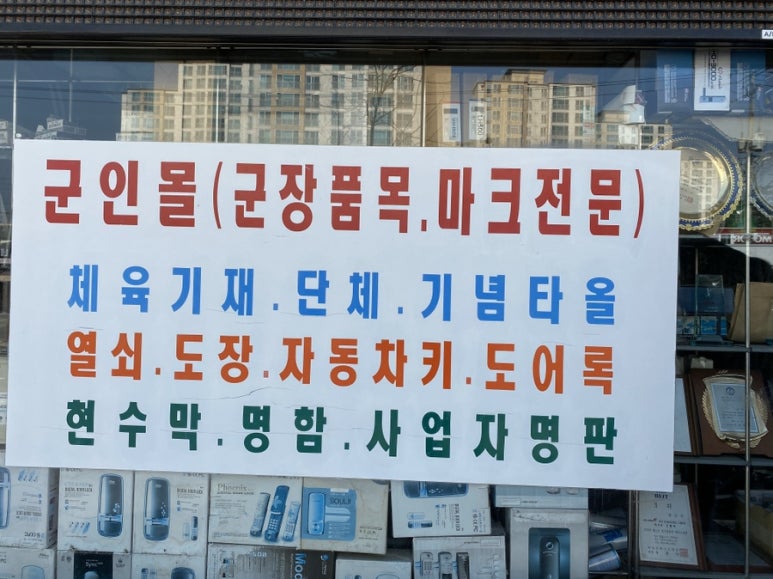 군인몰(군장품목.마크전문)
체육기재.단체.기념타올
열쇠.도장.자동차키.도어록
현수막.명함.사업자명판
Phoenix
SOUL